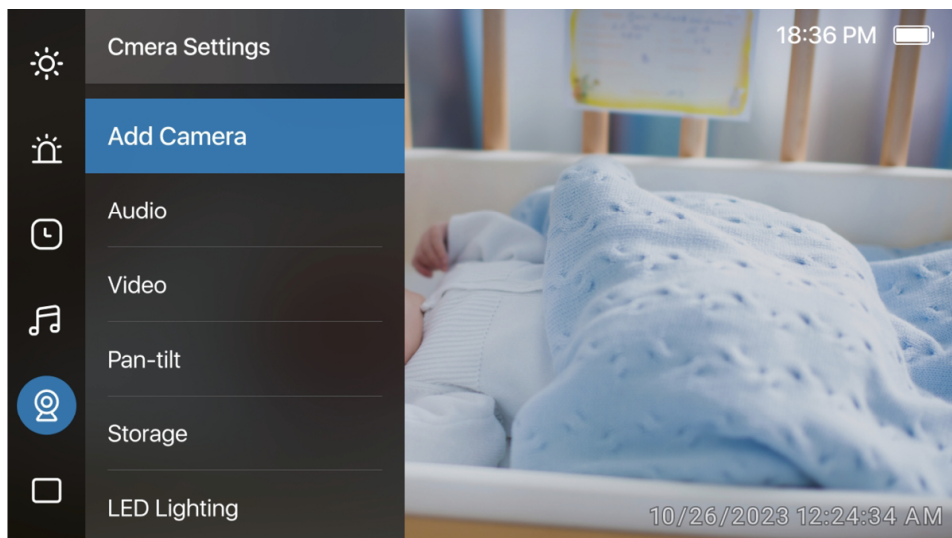 Cmera Settings
18:36 PM
Add Camera
Audio
Video
Pan-tilt
Storage
LED Lighting
10/26/2023 12:24:34 AM